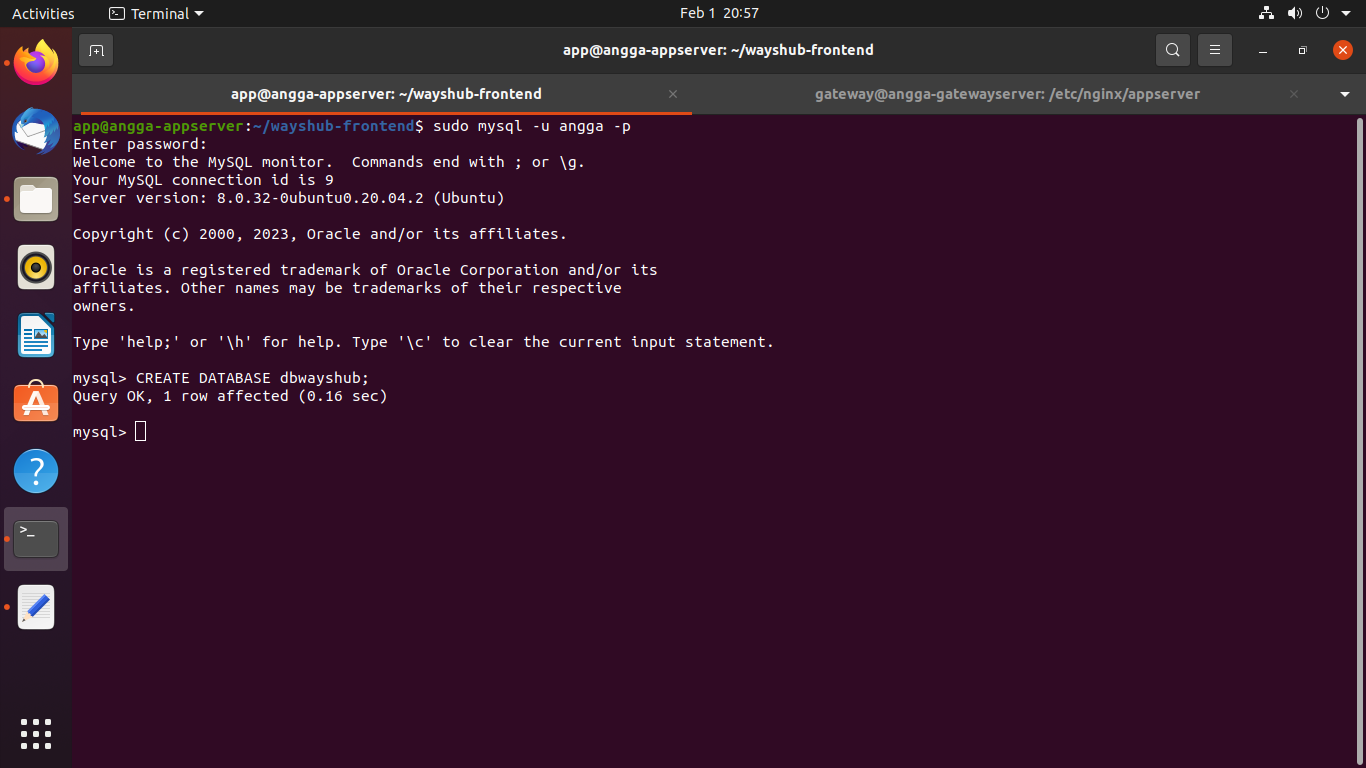 Activities
Terminal
Feb 1 20:57
app@angga-appserver: ~/wayshub-frontend
app@angga-appserver: ~/wayshub-frontend
gateway@angga-gatewayserver: /etc/nginx/appserver
app@angga-appserver:~/wayshub-frontend$ sudo mysql -u angga -p
Enter password:
Welcome to the MySQL monitor.  Commands end with ; or \g.
Your MySQL connection id is 9
Server version: 8.0.32-0ubuntu0.20.04.2 (Ubuntu)
Copyright (c) 2000, 2023, Oracle and/or its affiliates.
Oracle is a registered trademark of Oracle Corporation and/or its
affiliates. Other names may be trademarks of their respective
owners.
Type 'help;' or '\h' for help. Type '\c' to clear the current input statement.
mysql> CREATE DATABASE dbwayshub;
Query OK, 1 row affected (0.16 sec)
mysql>